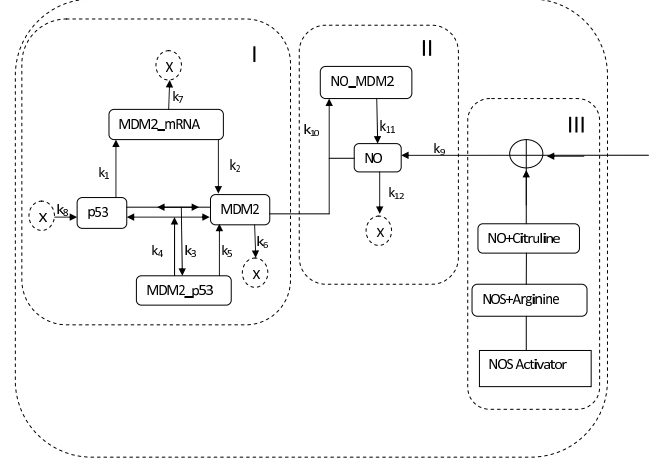 I
II
III
X
k7
MDM2_mRNA
NO_MDM2
k1
k2
k10
k11
k9
NO
X
k8
p53
MDM2
k12
X
k4
k3
k5
k6
X
MDM2_p53
NO+Citruline
NOS+Arginine
NOS Activator